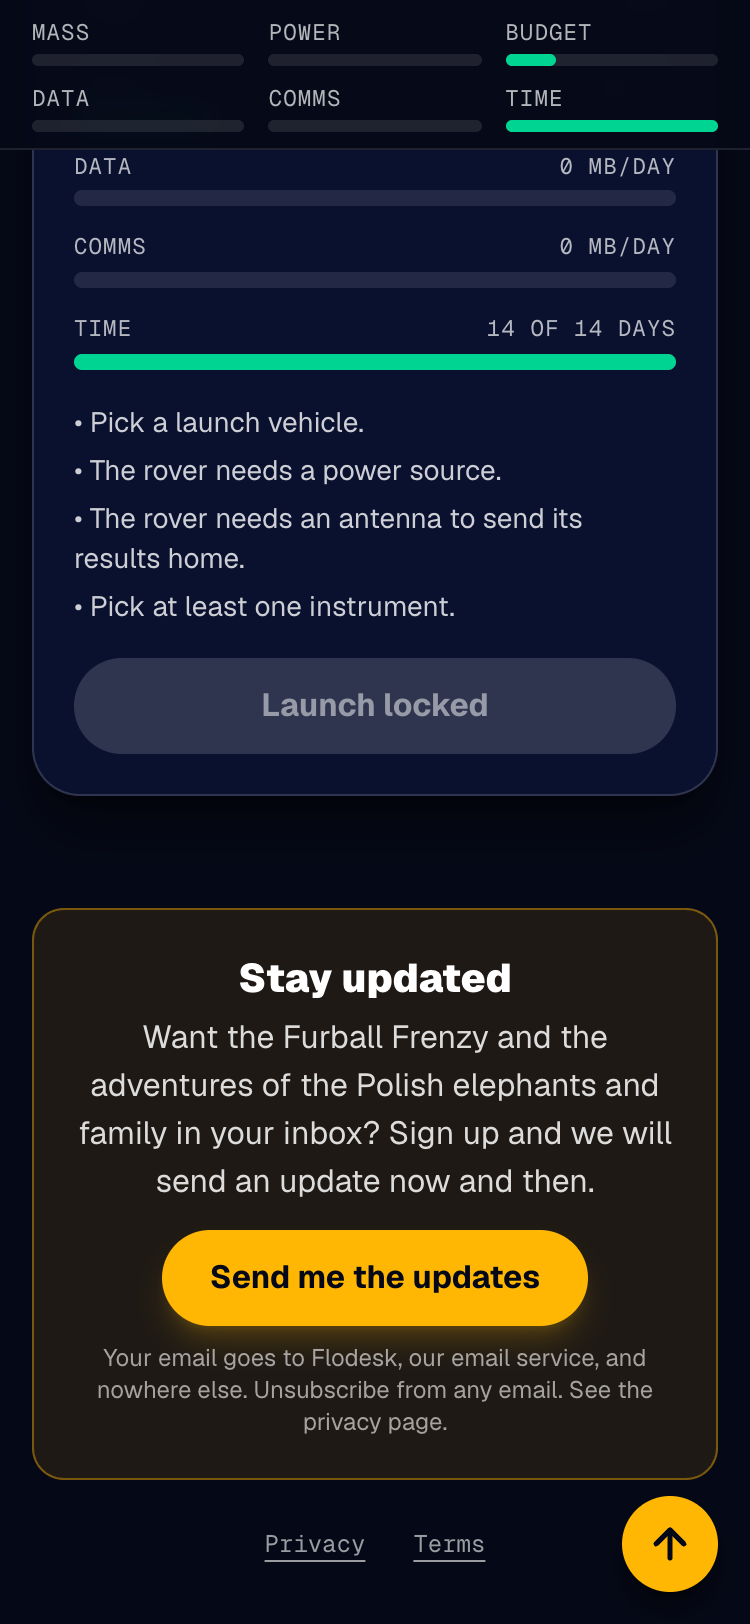 MASS POWER BUDGET
DATA COMMS TIME
DATA 0 MB/DAY
COMMS 0 MB/DAY
TIME 14 OF 14 DAYS
• Pick a launch vehicle.
• The rover needs a power source.
• The rover needs an antenna to send its
results home.
• Pick at least one instrument.
Launch locked
Stay updated
Want the Furball Frenzy and the
adventures of the Polish elephants and
family in your inbox? Sign up and we will
send an update now and then.
Send me the updates
Your email goes to Flodesk, our email service, and
nowhere else. Unsubscribe from any email. See the
privacy page.
Privacy Terms